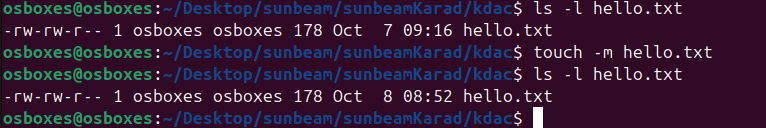 osboxes@osboxes:~/Desktop/sunbeam/sunbeamKarad/kdac$ ls -l hello.txt
-rw-rw-r-- 1 osboxes osboxes 178 Oct  7 09:16 hello.txt
osboxes@osboxes:~/Desktop/sunbeam/sunbeamKarad/kdac$ touch -m hello.txt
osboxes@osboxes:~/Desktop/sunbeam/sunbeamKarad/kdac$ ls -l hello.txt
-rw-rw-r-- 1 osboxes osboxes 178 Oct  8 08:52 hello.txt
osboxes@osboxes:~/Desktop/sunbeam/sunbeamKarad/kdac$